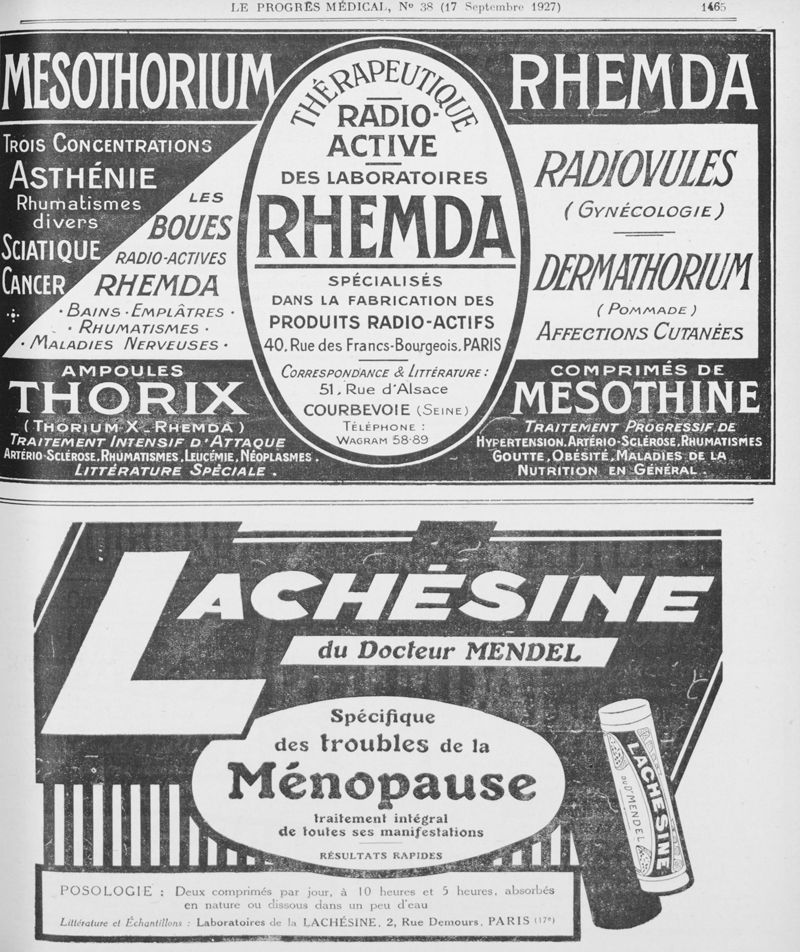 LE PROGRÈS MÉDICAL, Nº 38 (17 Septembre 1927)
1465
MESOTHORIUM
RHEMDA
TROIS CONCENTRATIONS
ASTHÉNIE
Rhumatismes
divers
SCIATIQUE
CANCER
LES
BOUES
RADIO-ACTIVES
RHEMDA
· BAINS · EMPLÂTRES ·
· RHUMATISMES ·
· MALADIES NERVEUSES ·
THÉRAPEUTIQUE
RADIO-
ACTIVE
DES LABORATOIRES
RHEMDA
SPÉCIALISÉS
DANS LA FABRICATION DES
PRODUITS RADIO-ACTIFS
40, Rue des Francs-Bourgeois. PARIS
CORRESPONDANCE & LITTÉRATURE :
51, Rue d'Alsace
COURBEVOIE (SEINE)
TÉLÉPHONE :
WAGRAM 58-89
RADIOVULES
(GYNÉCOLOGIE)
DERMATHORIUM
(POMMADE)
AFFECTIONS CUTANÉES
AMPOULES
THORIX
(THORIUM-X-RHEMDA)
TRAITEMENT INTENSIF D'ATTAQUE
ARTÉRIO-SCLÉROSE, RHUMATISMES, LEUCÉMIE, NÉOPLASMES.
LITTÉRATURE SPÉCIALE.
COMPRIMÉS DE
MESOTHINE
TRAITEMENT PROGRESSIF DE
HYPERTENSION, ARTÉRIO-SCLÉROSE, RHUMATISMES
GOUTTE, OBÉSITÉ, MALADIES DE LA
NUTRITION EN GÉNÉRAL.
LACHÉSINE
du Docteur MENDEL
Spécifique
des troubles de la
Ménopause
traitement intégral
de toutes ses manifestations
RÉSULTATS RAPIDES
LACHÉSINE
DU Dr MENDEL
POSOLOGIE : Deux comprimés par jour, à 10 heures et 5 heures, absorbés
en nature ou dissous dans un peu d'eau
Littérature et Échantillons : Laboratoires de la LACHÉSINE, 2, Rue Demours, PARIS (17e)